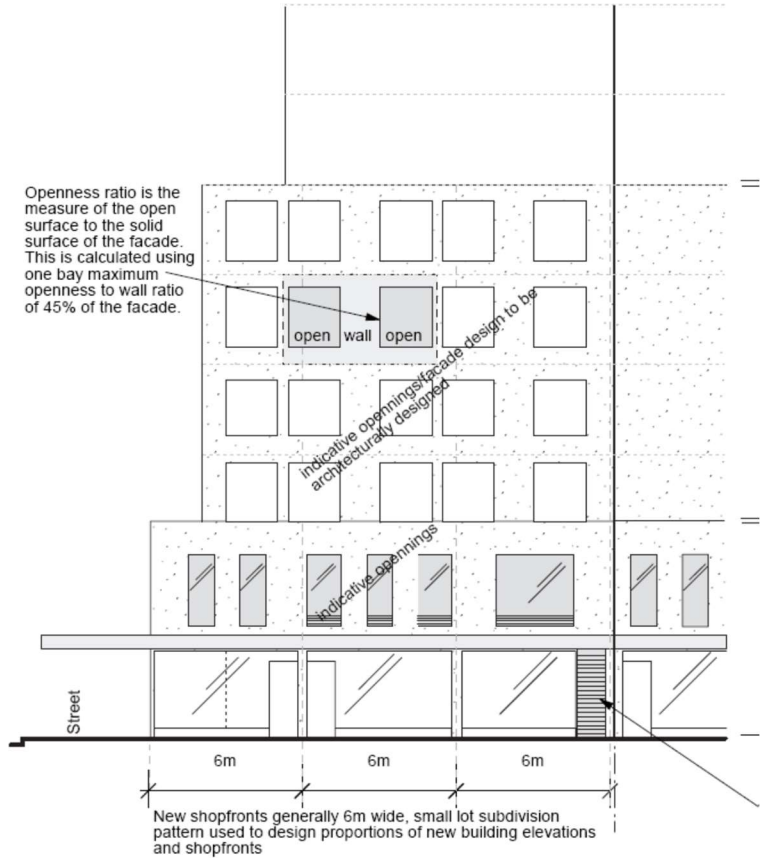 Openness ratio is the
measure of the open
surface to the solid
surface of the facade.
This is calculated using
one bay maximum
openness to wall ratio
of 45% of the facade.
open wall open
indicative opennings/facade design to be
architecturally designed
indicative opennings
Street
6m 6m 6m
New shopfronts generally 6m wide, small lot subdivision
pattern used to design proportions of new building elevations
and shopfronts